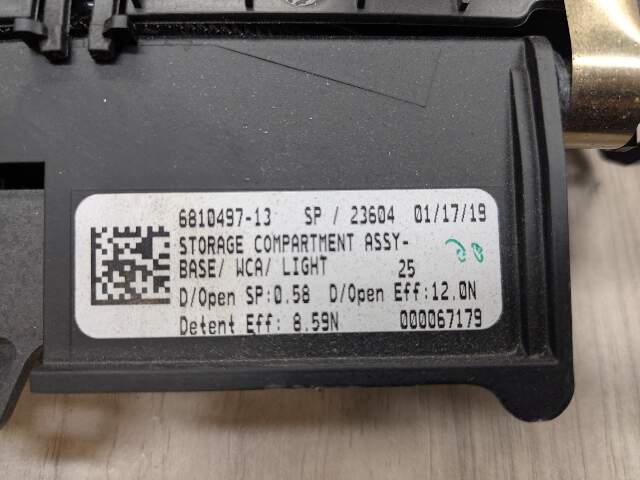 6810497-13 SP / 23604 01/17/19
STORAGE COMPARTMENT ASSY-
BASE/ WCA/ LIGHT 25
D/Open SP:0.58 D/Open Eff:12.0N
Detent Eff: 8.59N 000067179